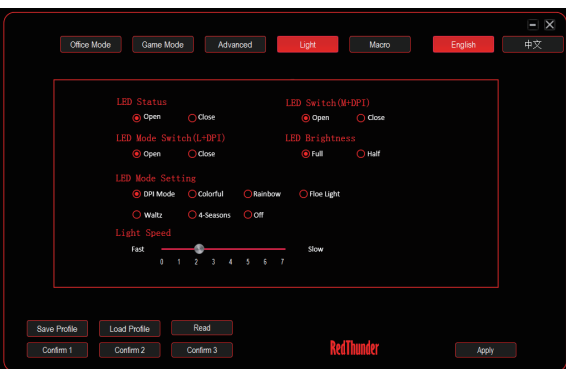 Office Mode Game Mode Advanced Light Macro English 中文
LED Status LED Switch(M+DPI)
Open Close Open Close
LED Mode Switch(L+DPI) LED Brightness
Open Close Full Half
LED Mode Setting
DPI Mode Colorful Rainbow Floe Light
Waltz 4-Seasons Off
Light Speed
Fast Slow
0 1 2 3 4 5 6 7
Save Profile Load Profile Read
Confirm 1 Confirm 2 Confirm 3 RedThunder Apply